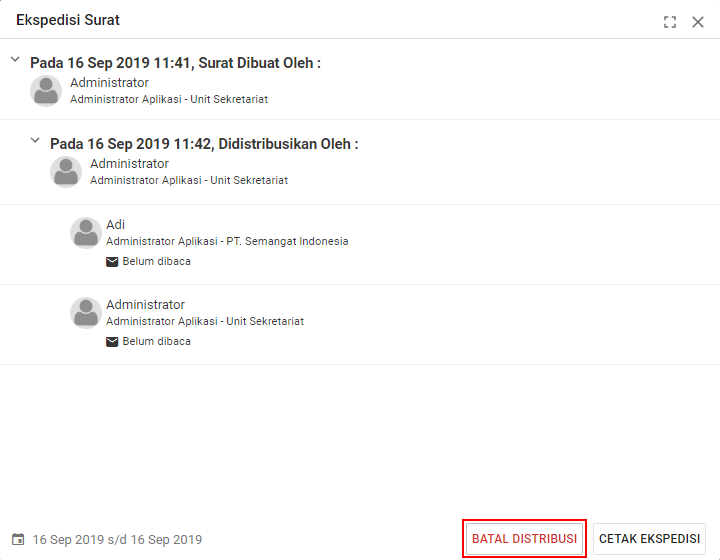 Ekspedisi Surat
Pada 16 Sep 2019 11:41, Surat Dibuat Oleh :
Administrator
Administrator Aplikasi - Unit Sekretariat
Pada 16 Sep 2019 11:42, Didistribusikan Oleh :
Administrator
Administrator Aplikasi - Unit Sekretariat
Adi
Administrator Aplikasi - PT. Semangat Indonesia
Belum dibaca
Administrator
Administrator Aplikasi - Unit Sekretariat
Belum dibaca
16 Sep 2019 s/d 16 Sep 2019
BATAL DISTRIBUSI
CETAK EKSPEDISI